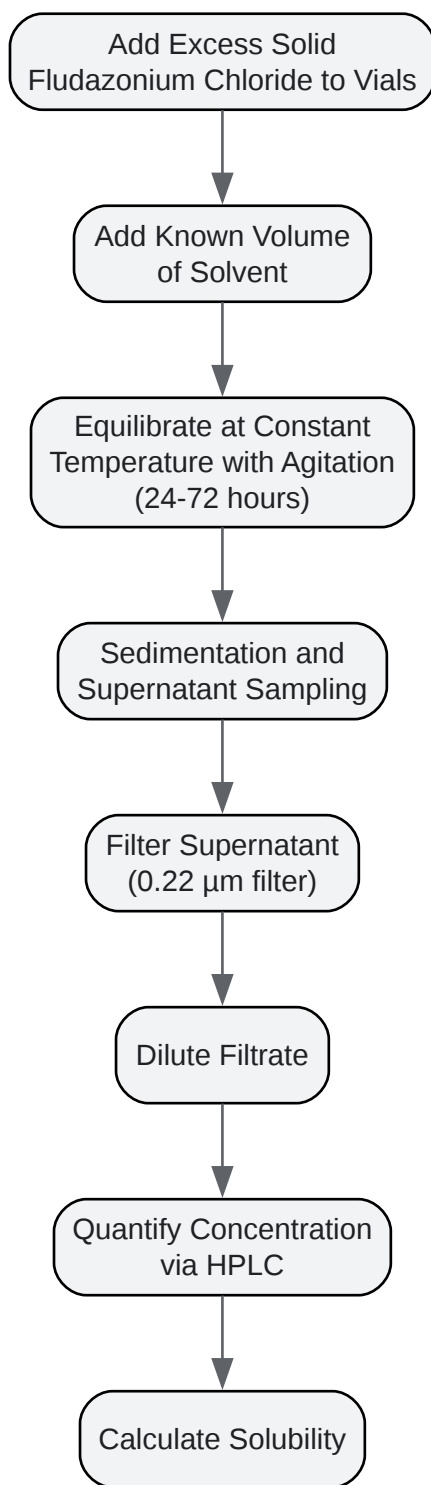 Add Excess Solid
Fludazonium Chloride to Vials
Add Known Volume
of Solvent
Equilibrate at Constant
Temperature with Agitation
(24-72 hours)
Sedimentation and
Supernatant Sampling
Filter Supernatant
(0.22 µm filter)
Dilute Filtrate
Quantify Concentration
via HPLC
Calculate Solubility